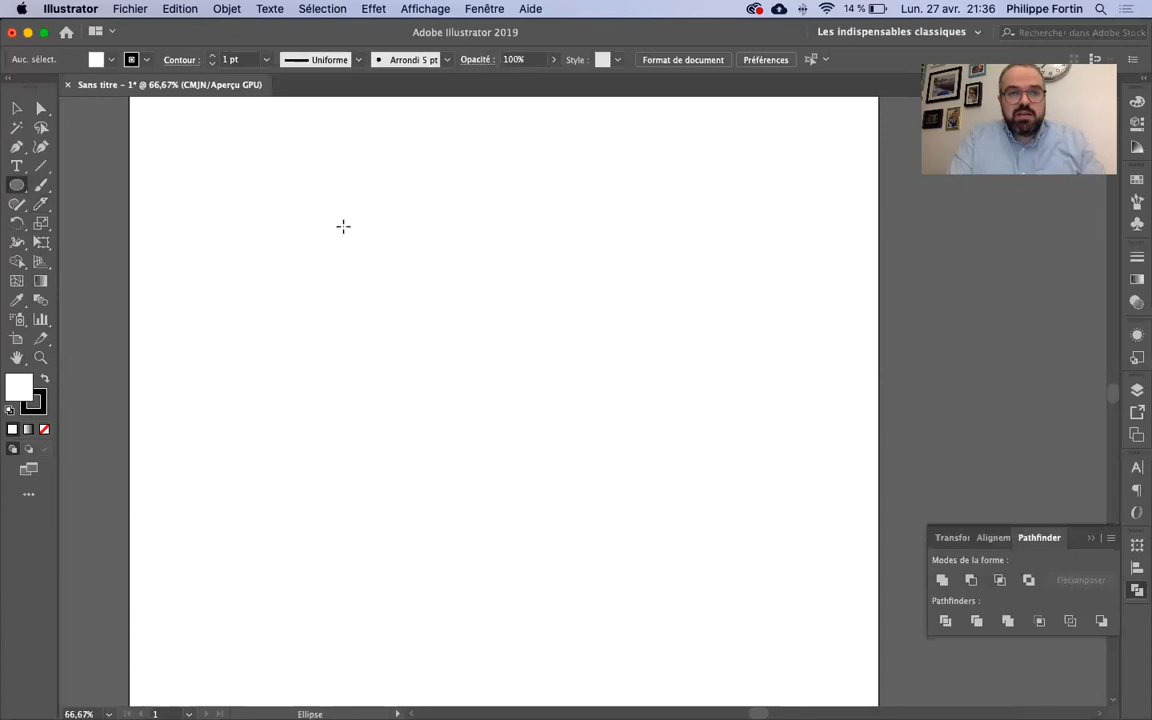 Illustrator Fichier Edition Objet Texte Sélection Effet Affichage Fenêtre Aide 14 % Lun. 27 avr. 21:36 Philippe Fortin
Adobe Illustrator 2019 Les indispensables classiques Rechercher dans Adobe Stock
Auc. sélect. Contour : 1 pt Uniforme Arrondi 5 pt Opacité : 100% Style : Format de document Préférences
× Sans titre - 1* @ 66,67% (CMJN/Aperçu GPU)
Transfor Alignem Pathfinder
Modes de la forme :
Décomposer
Pathfinders :
66,67% 1 Ellipse